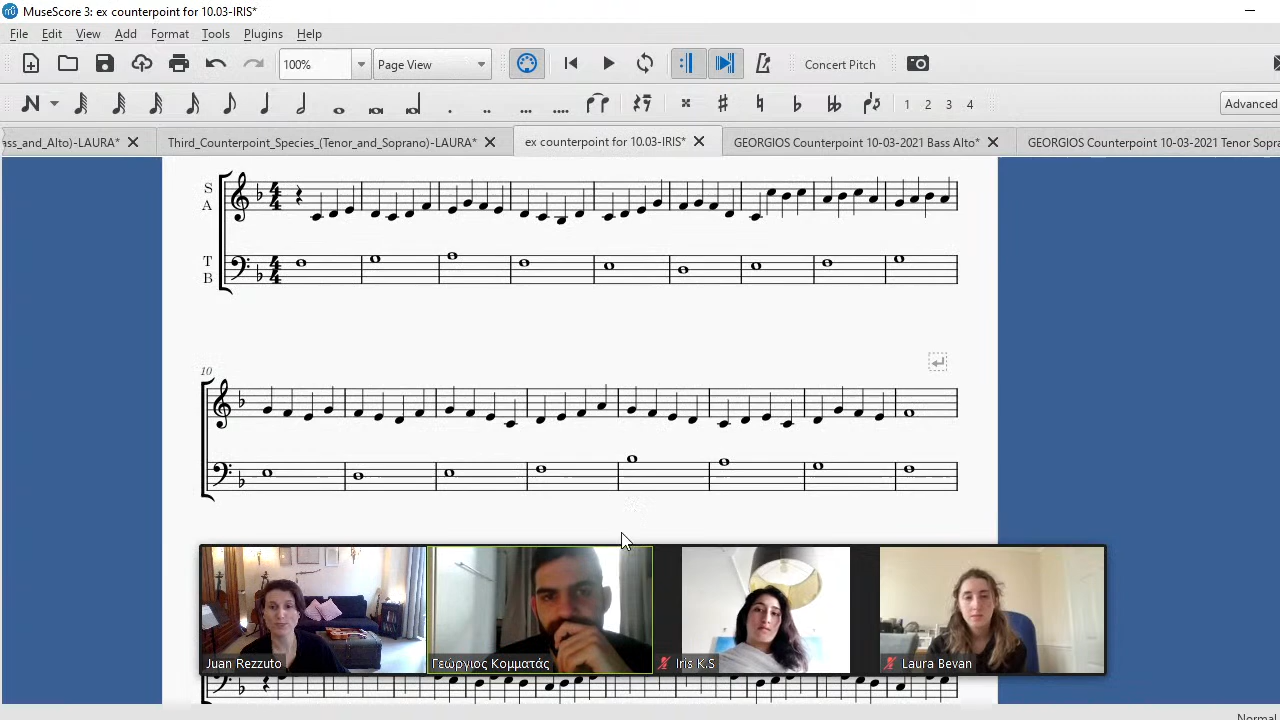 MuseScore 3: ex counterpoint for 10.03-IRIS*
File Edit View Add Format Tools Plugins Help
100% Page View Concert Pitch
1 2 3 4 Advanced
ass_and_Alto)-LAURA* Third_Counterpoint_Species_(Tenor_and_Soprano)-LAURA* ex counterpoint for 10.03-IRIS* GEORGIOS Counterpoint 10-03-2021 Bass Alto* GEORGIOS Counterpoint 10-03-2021 Tenor Sopra
S
A
T
B
10
Juan Rezzuto Γεώργιος Κομματάς Iris K.S Laura Bevan
Normal